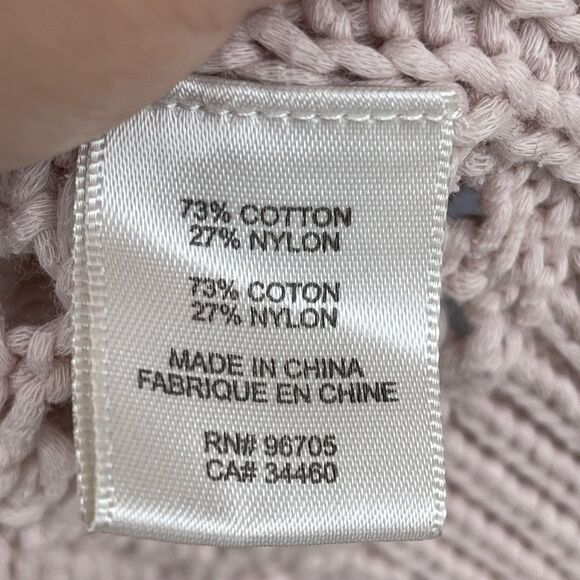 73% COTTON
27% NYLON
73% COTON
27% NYLON
MADE IN CHINA
FABRIQUE EN CHINE
RN# 96705
CA# 34460